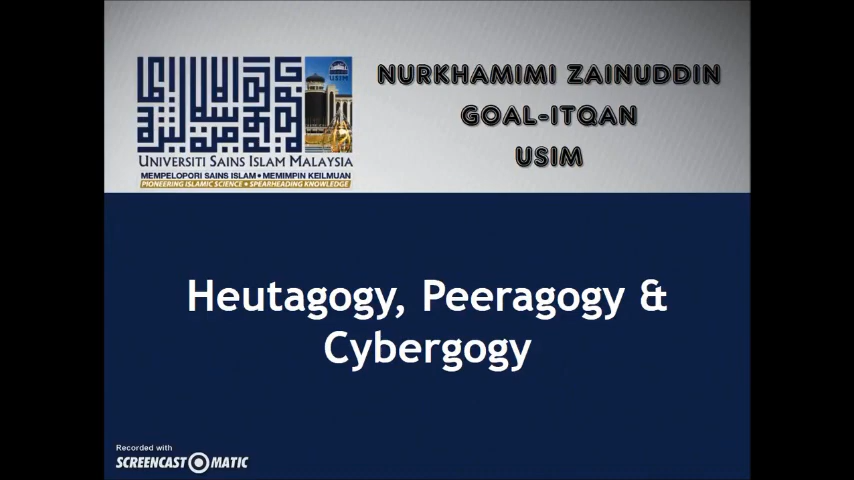 NURKHAMIMI ZAINUDDIN
GOAL-ITQAN
USIM
USIM
UNIVERSITI SAINS ISLAM MALAYSIA
MEMPELOPORI SAINS ISLAM • MEMIMPIN KEILMUAN
PIONEERING ISLAMIC SCIENCE • SPEARHEADING KNOWLEDGE
Heutagogy, Peeragogy &
Cybergogy
Recorded with
SCREENCAST MATIC